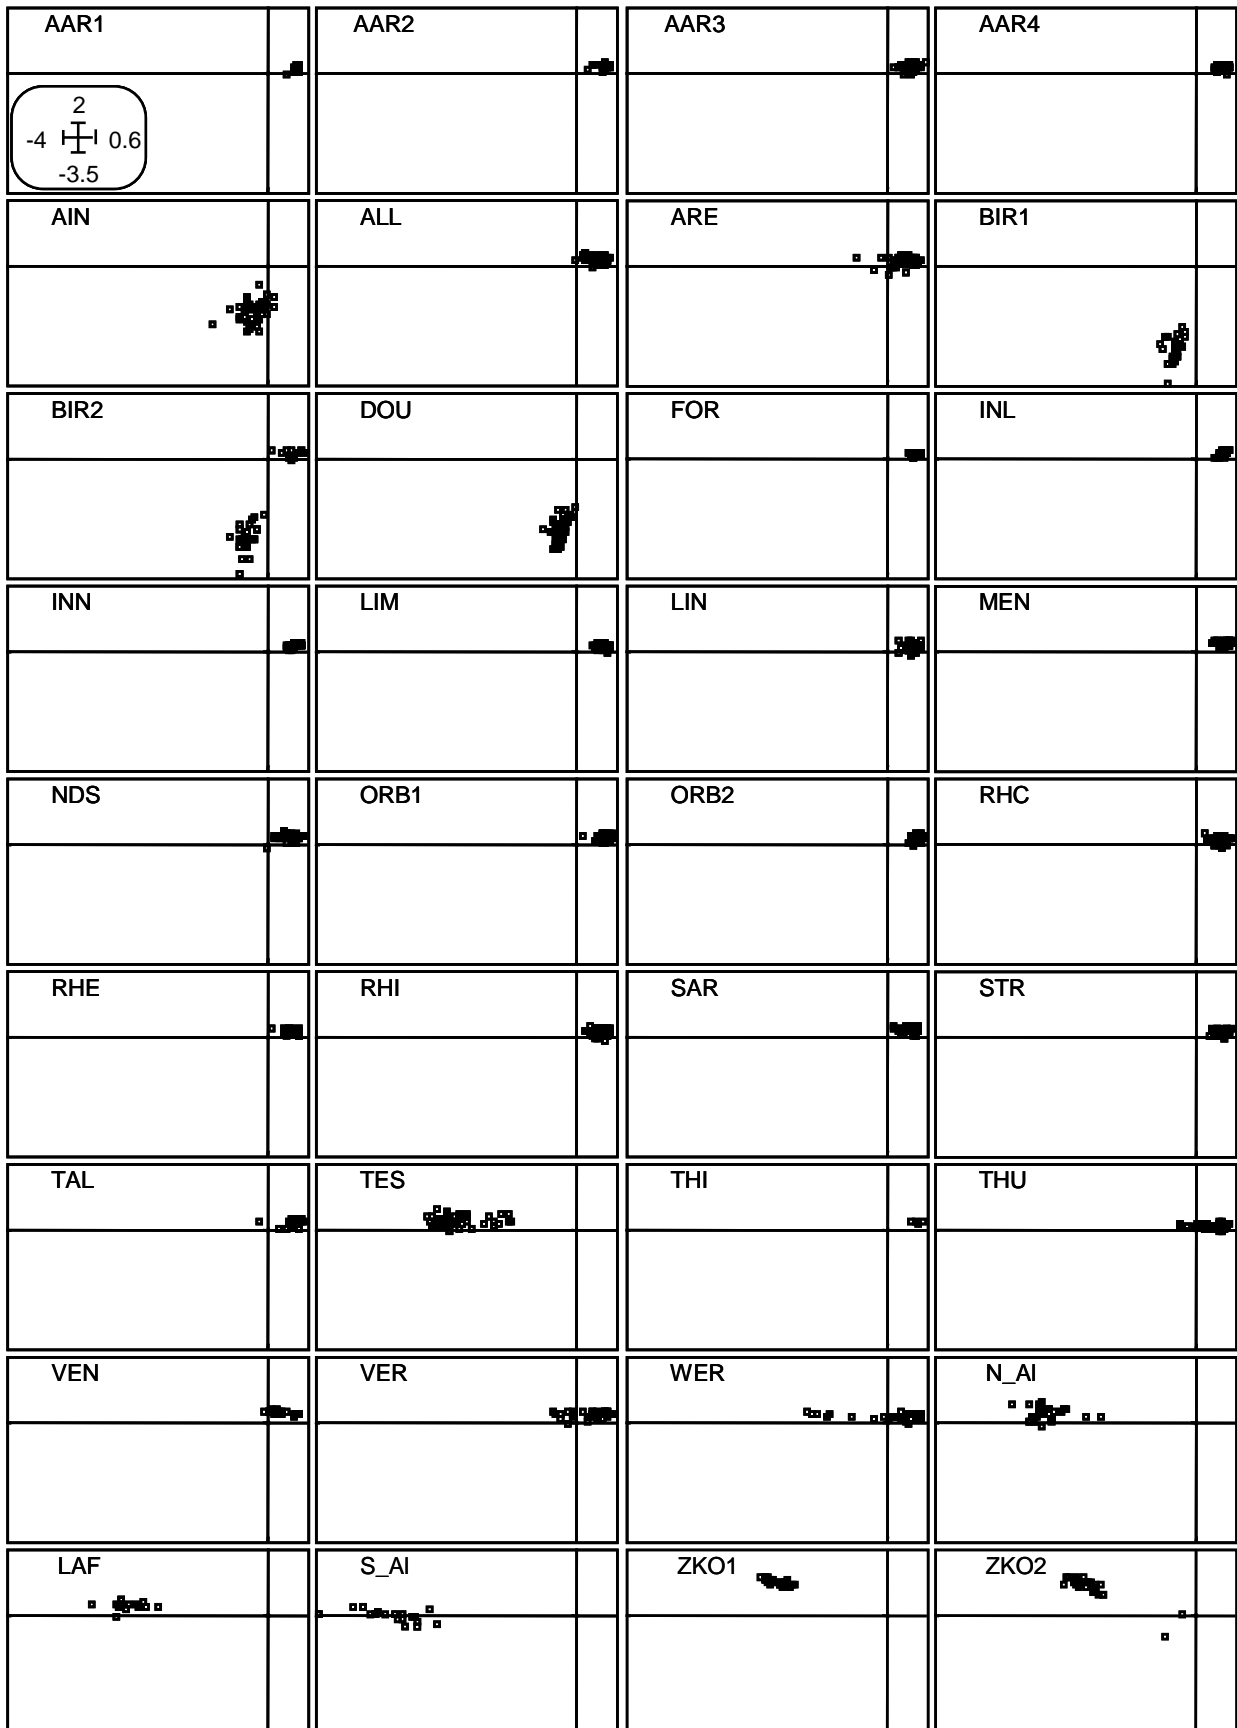 AAR1 AAR2 AAR3 AAR4
2
-4 0.6
-3.5
AIN ALL ARE BIR1
BIR2 DOU FOR INL
INN LIM LIN MEN
NDS ORB1 ORB2 RHC
RHE RHI SAR STR
TAL TES THI THU
VEN VER WER N_AI
LAF S_AI ZKO1 ZKO2